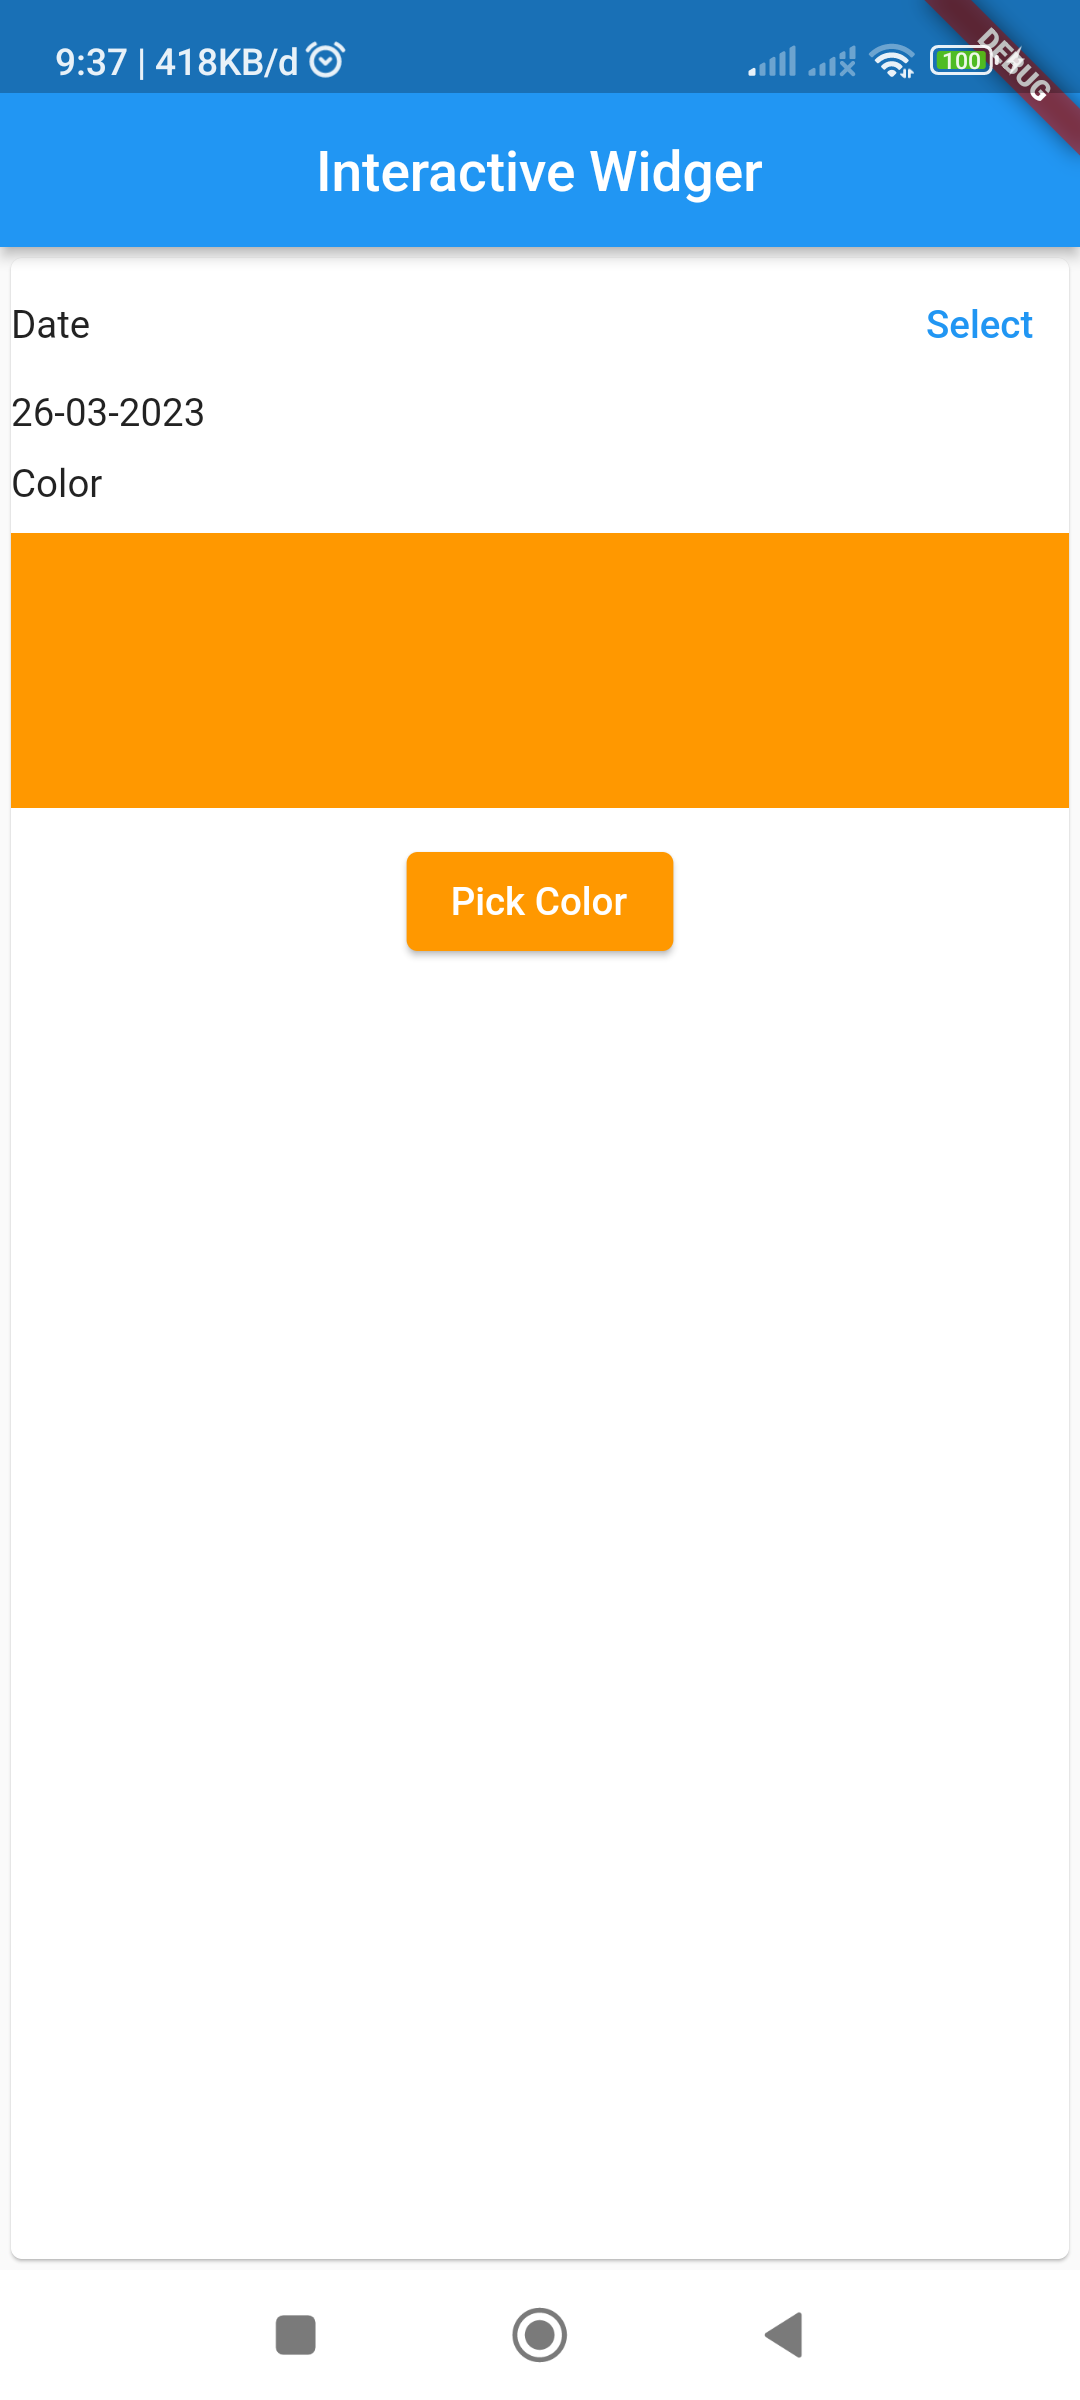 9:37 | 418KB/d
100
DEBUG
Interactive Widger
Date
Select
26-03-2023
Color
Pick Color